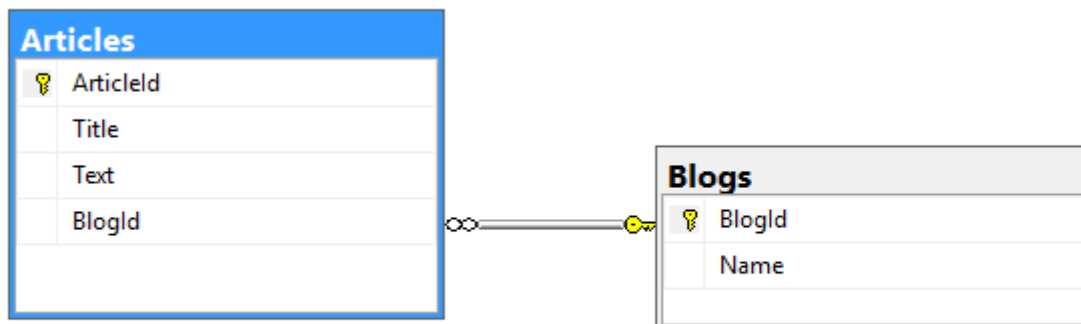 Articles
ArticleId
Title
Text
BlogId
Blogs
BlogId
Name